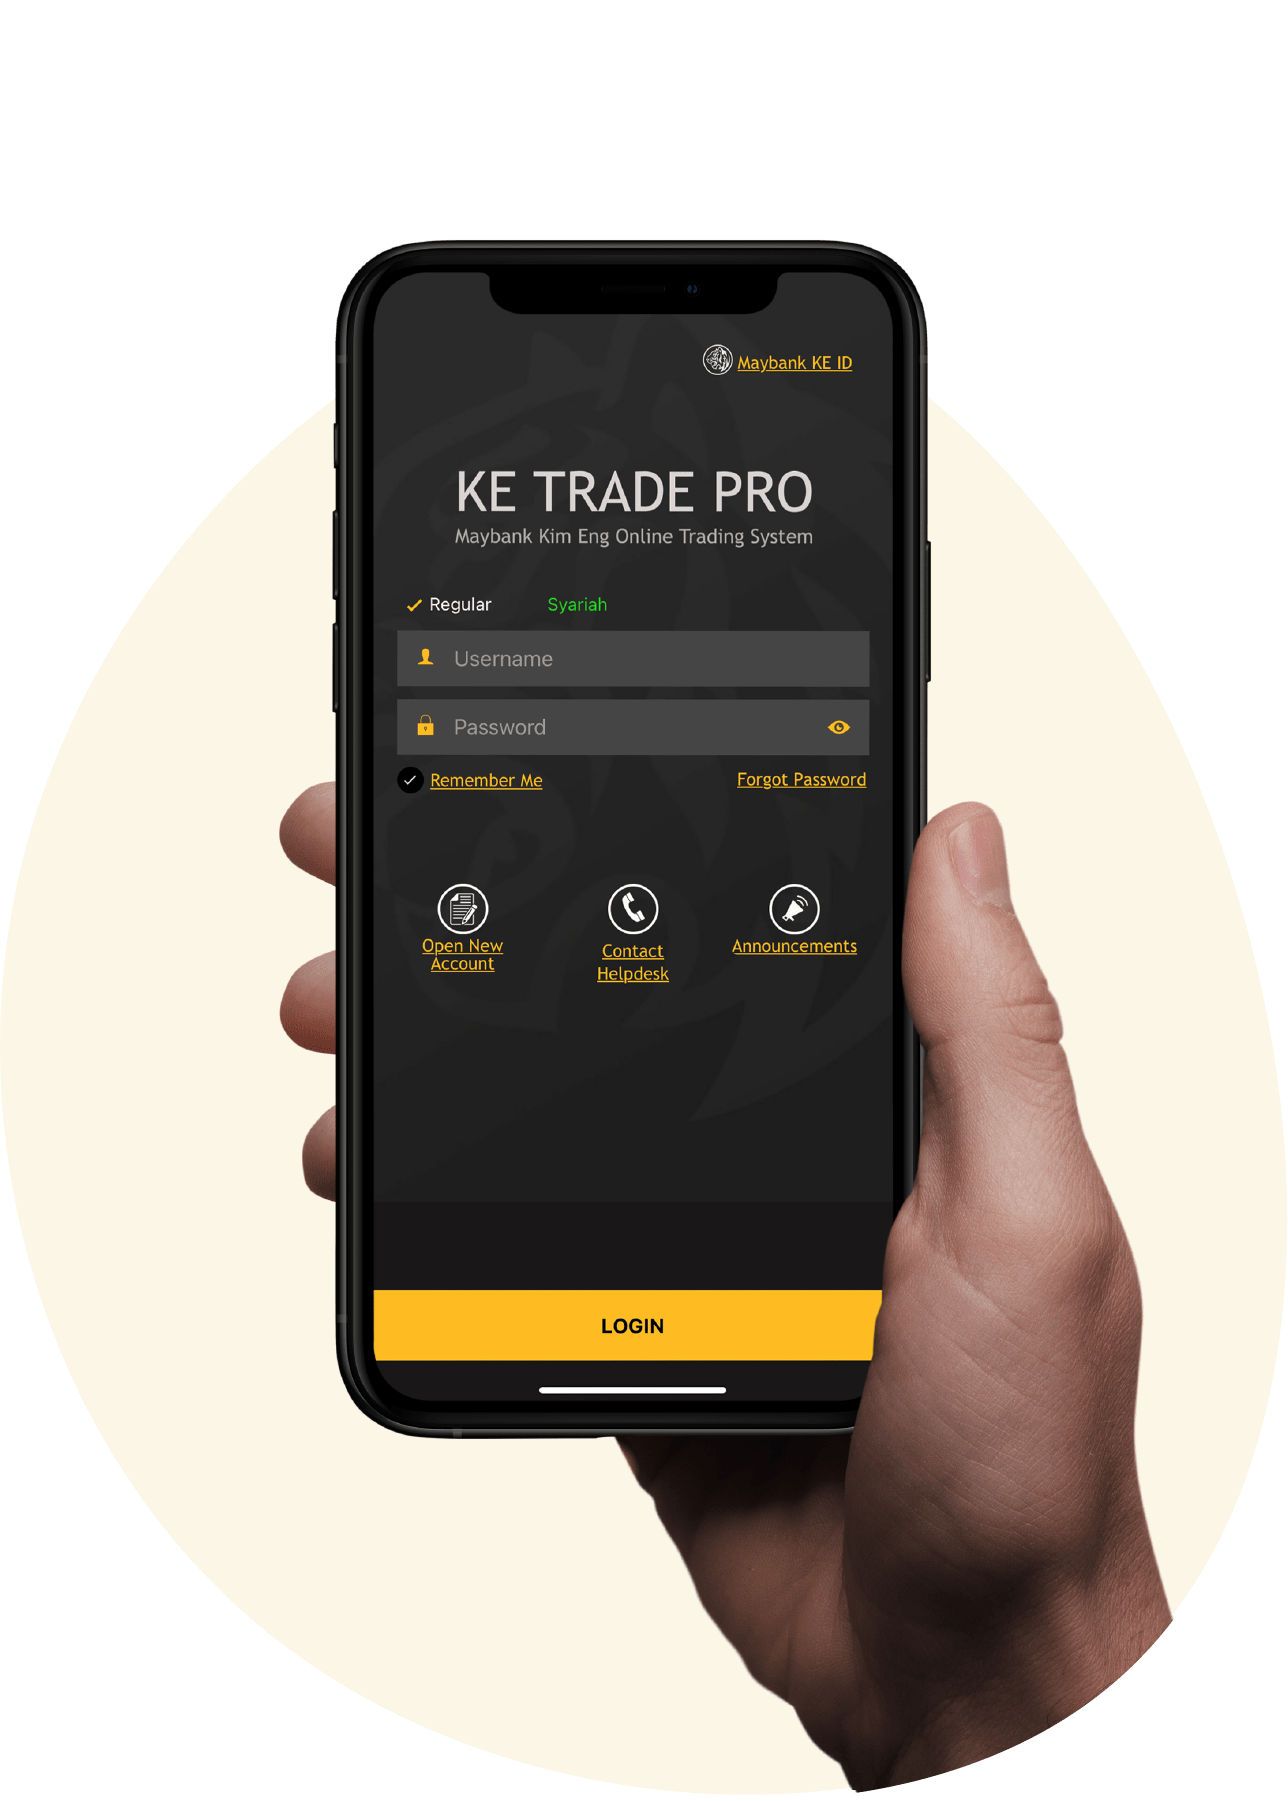 Maybank KE ID
KE TRADE PRO
Maybank Kim Eng Online Trading System
Regular Syariah
Username
Password
Remember Me Forgot Password
Open New
Account
Contact
Helpdesk
Announcements
LOGIN